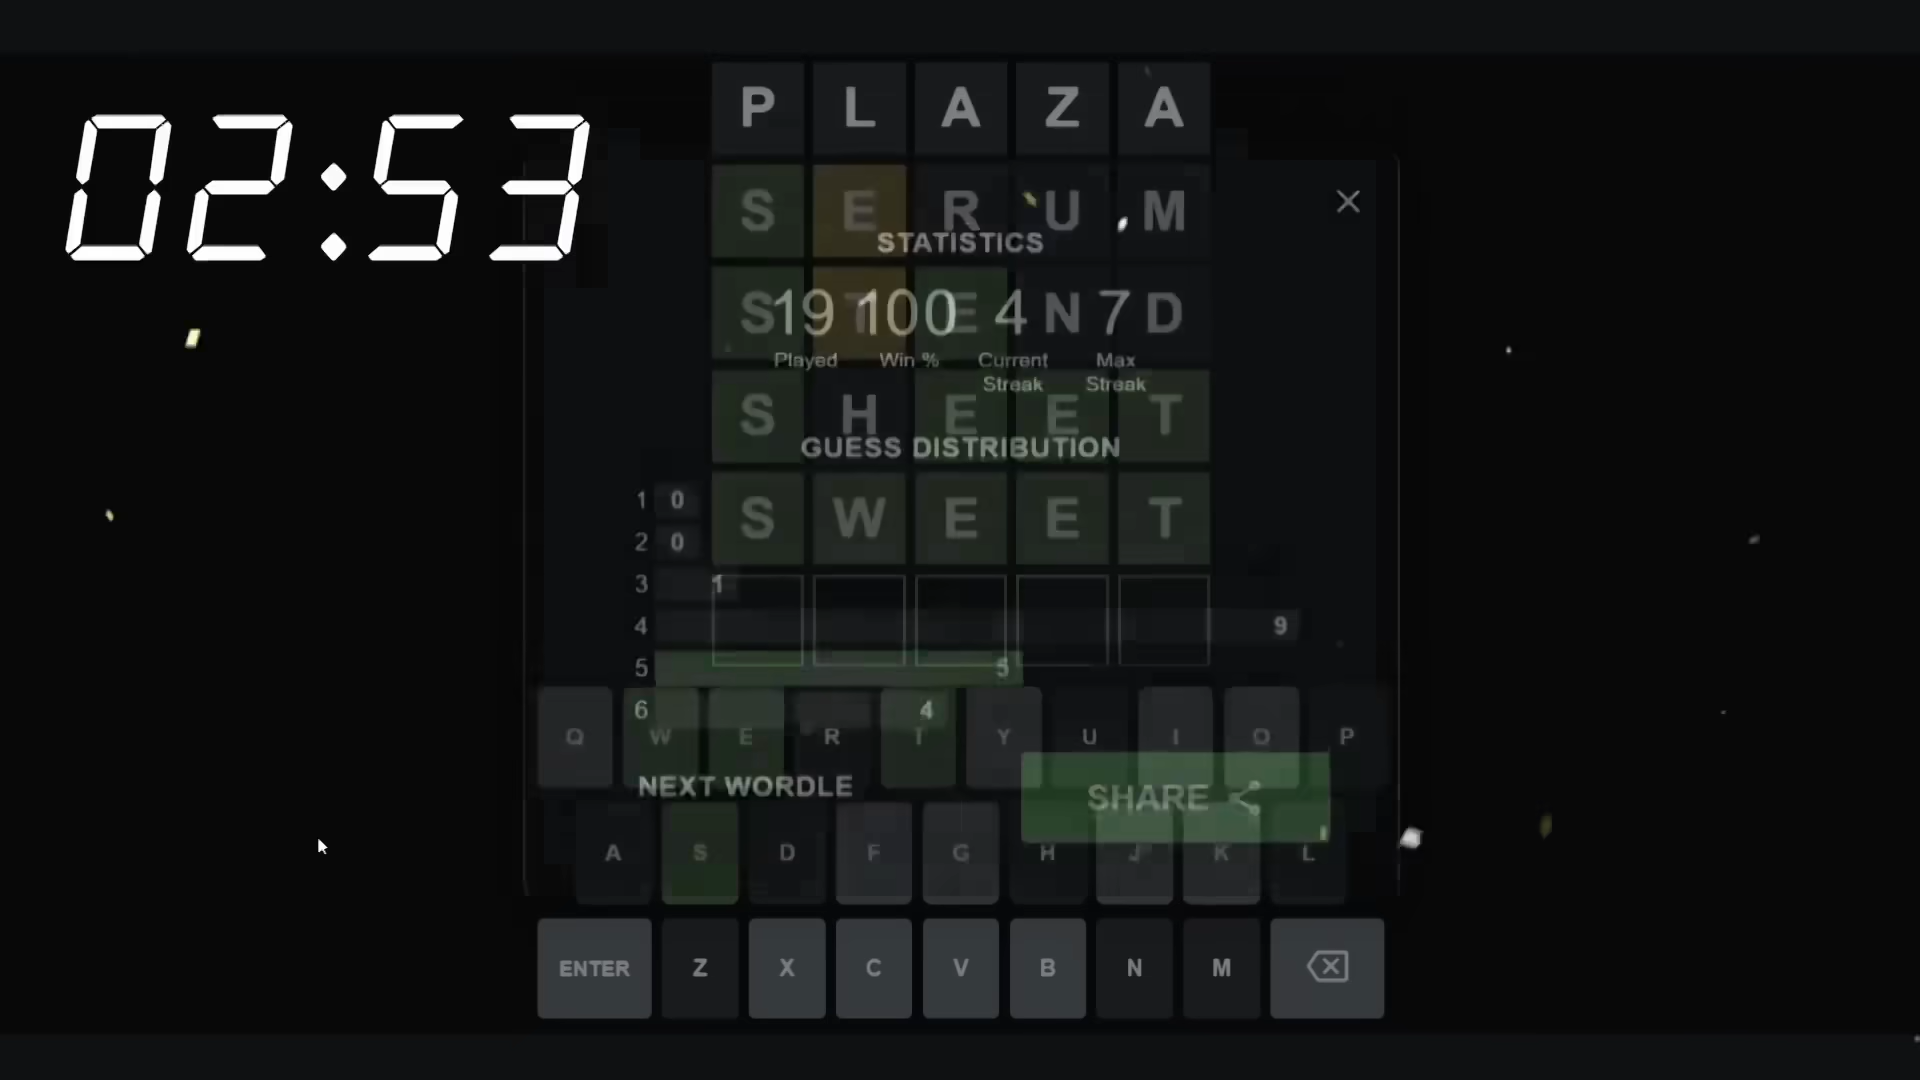 02:53
P L A Z A
S E R U M
STATISTICS
S T E N D
19 100 4 7
Played Win % Current Streak Max Streak
S H E E T
GUESS DISTRIBUTION
S W E E T
1 0
2 0
3 1
4 9
5 5
6 4
Q W E R T Y U I O P
NEXT WORDLE
SHARE
A S D F G H J K L
ENTER Z X C V B N M